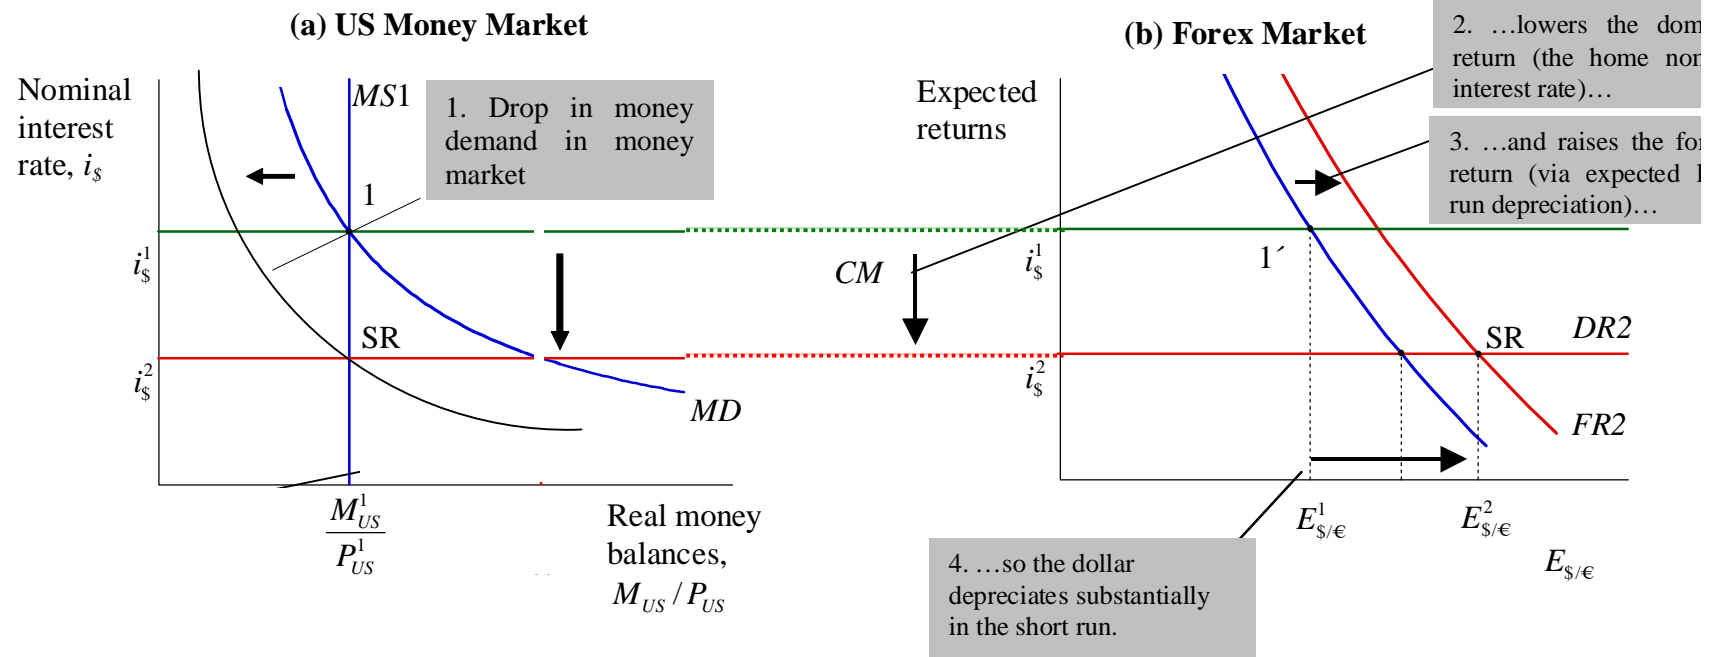 (a) US Money Market
Nominal
interest
rate, i$
MS1
1. Drop in money
demand in money
market
1
i$1
SR
i$2
MD
M1US
P1US
Real money
balances,
MUS / PUS
CM
(b) Forex Market
Expected
returns
2. …lowers the
return (the home
interest rate)…
3. …and raises the
return (via expected
run depreciation)…
i$1
1´
SR
DR2
i$2
FR2
E1$/€
E2$/€
E$/€
4. …so the dollar
depreciates substantially
in the short run.